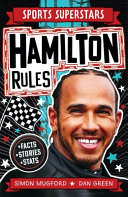 SPORTS SUPERSTARS
HAMILTON
RULES
•FACTS
•STORIES
•STATS
SIMON MUGFORD DAN GREEN